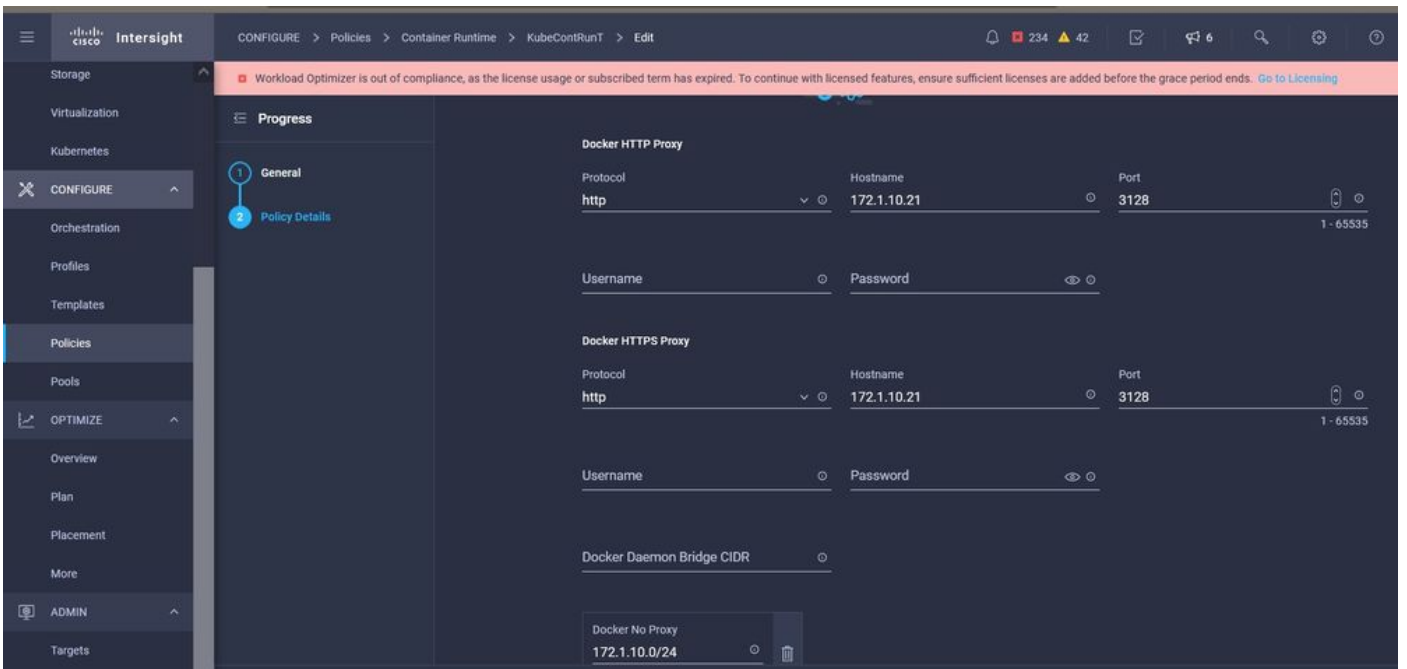 cisco Intersight
CONFIGURE > Policies > Container Runtime > KubeContRunT > Edit
234 42
6
Workload Optimizer is out of compliance, as the license usage or subscribed term has expired. To continue with licensed features, ensure sufficient licenses are added before the grace period ends. Go to Licensing
Storage
Virtualization
Kubernetes
CONFIGURE
Orchestration
Profiles
Templates
Policies
Pools
OPTIMIZE
Overview
Plan
Placement
More
ADMIN
Targets
Progress
1 General
2 Policy Details
Docker HTTP Proxy
Protocol Hostname Port
http 172.1.10.21 3128
1 - 65535
Username Password
Docker HTTPS Proxy
Protocol Hostname Port
http 172.1.10.21 3128
1 - 65535
Username Password
Docker Daemon Bridge CIDR
Docker No Proxy
172.1.10.0/24